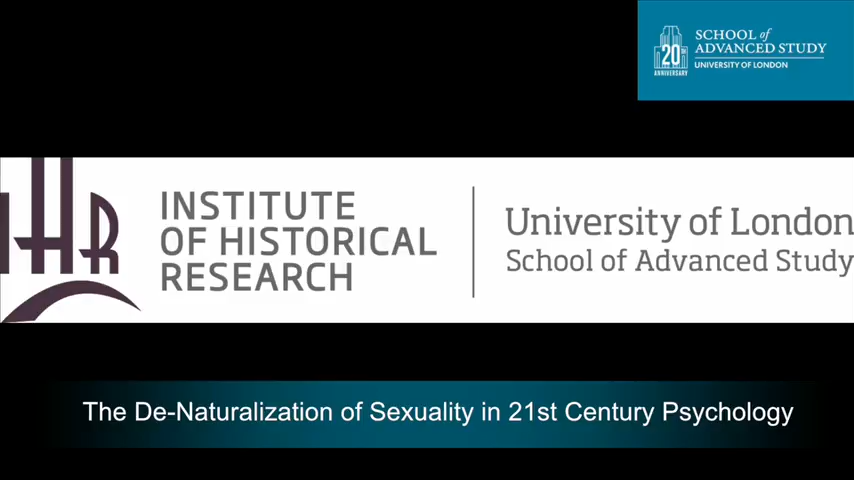 SCHOOL of
ADVANCED STUDY
UNIVERSITY OF LONDON
20TH
ANNIVERSARY
IHR
INSTITUTE
OF HISTORICAL
RESEARCH
University of London
School of Advanced Study
The De-Naturalization of Sexuality in 21st Century Psychology